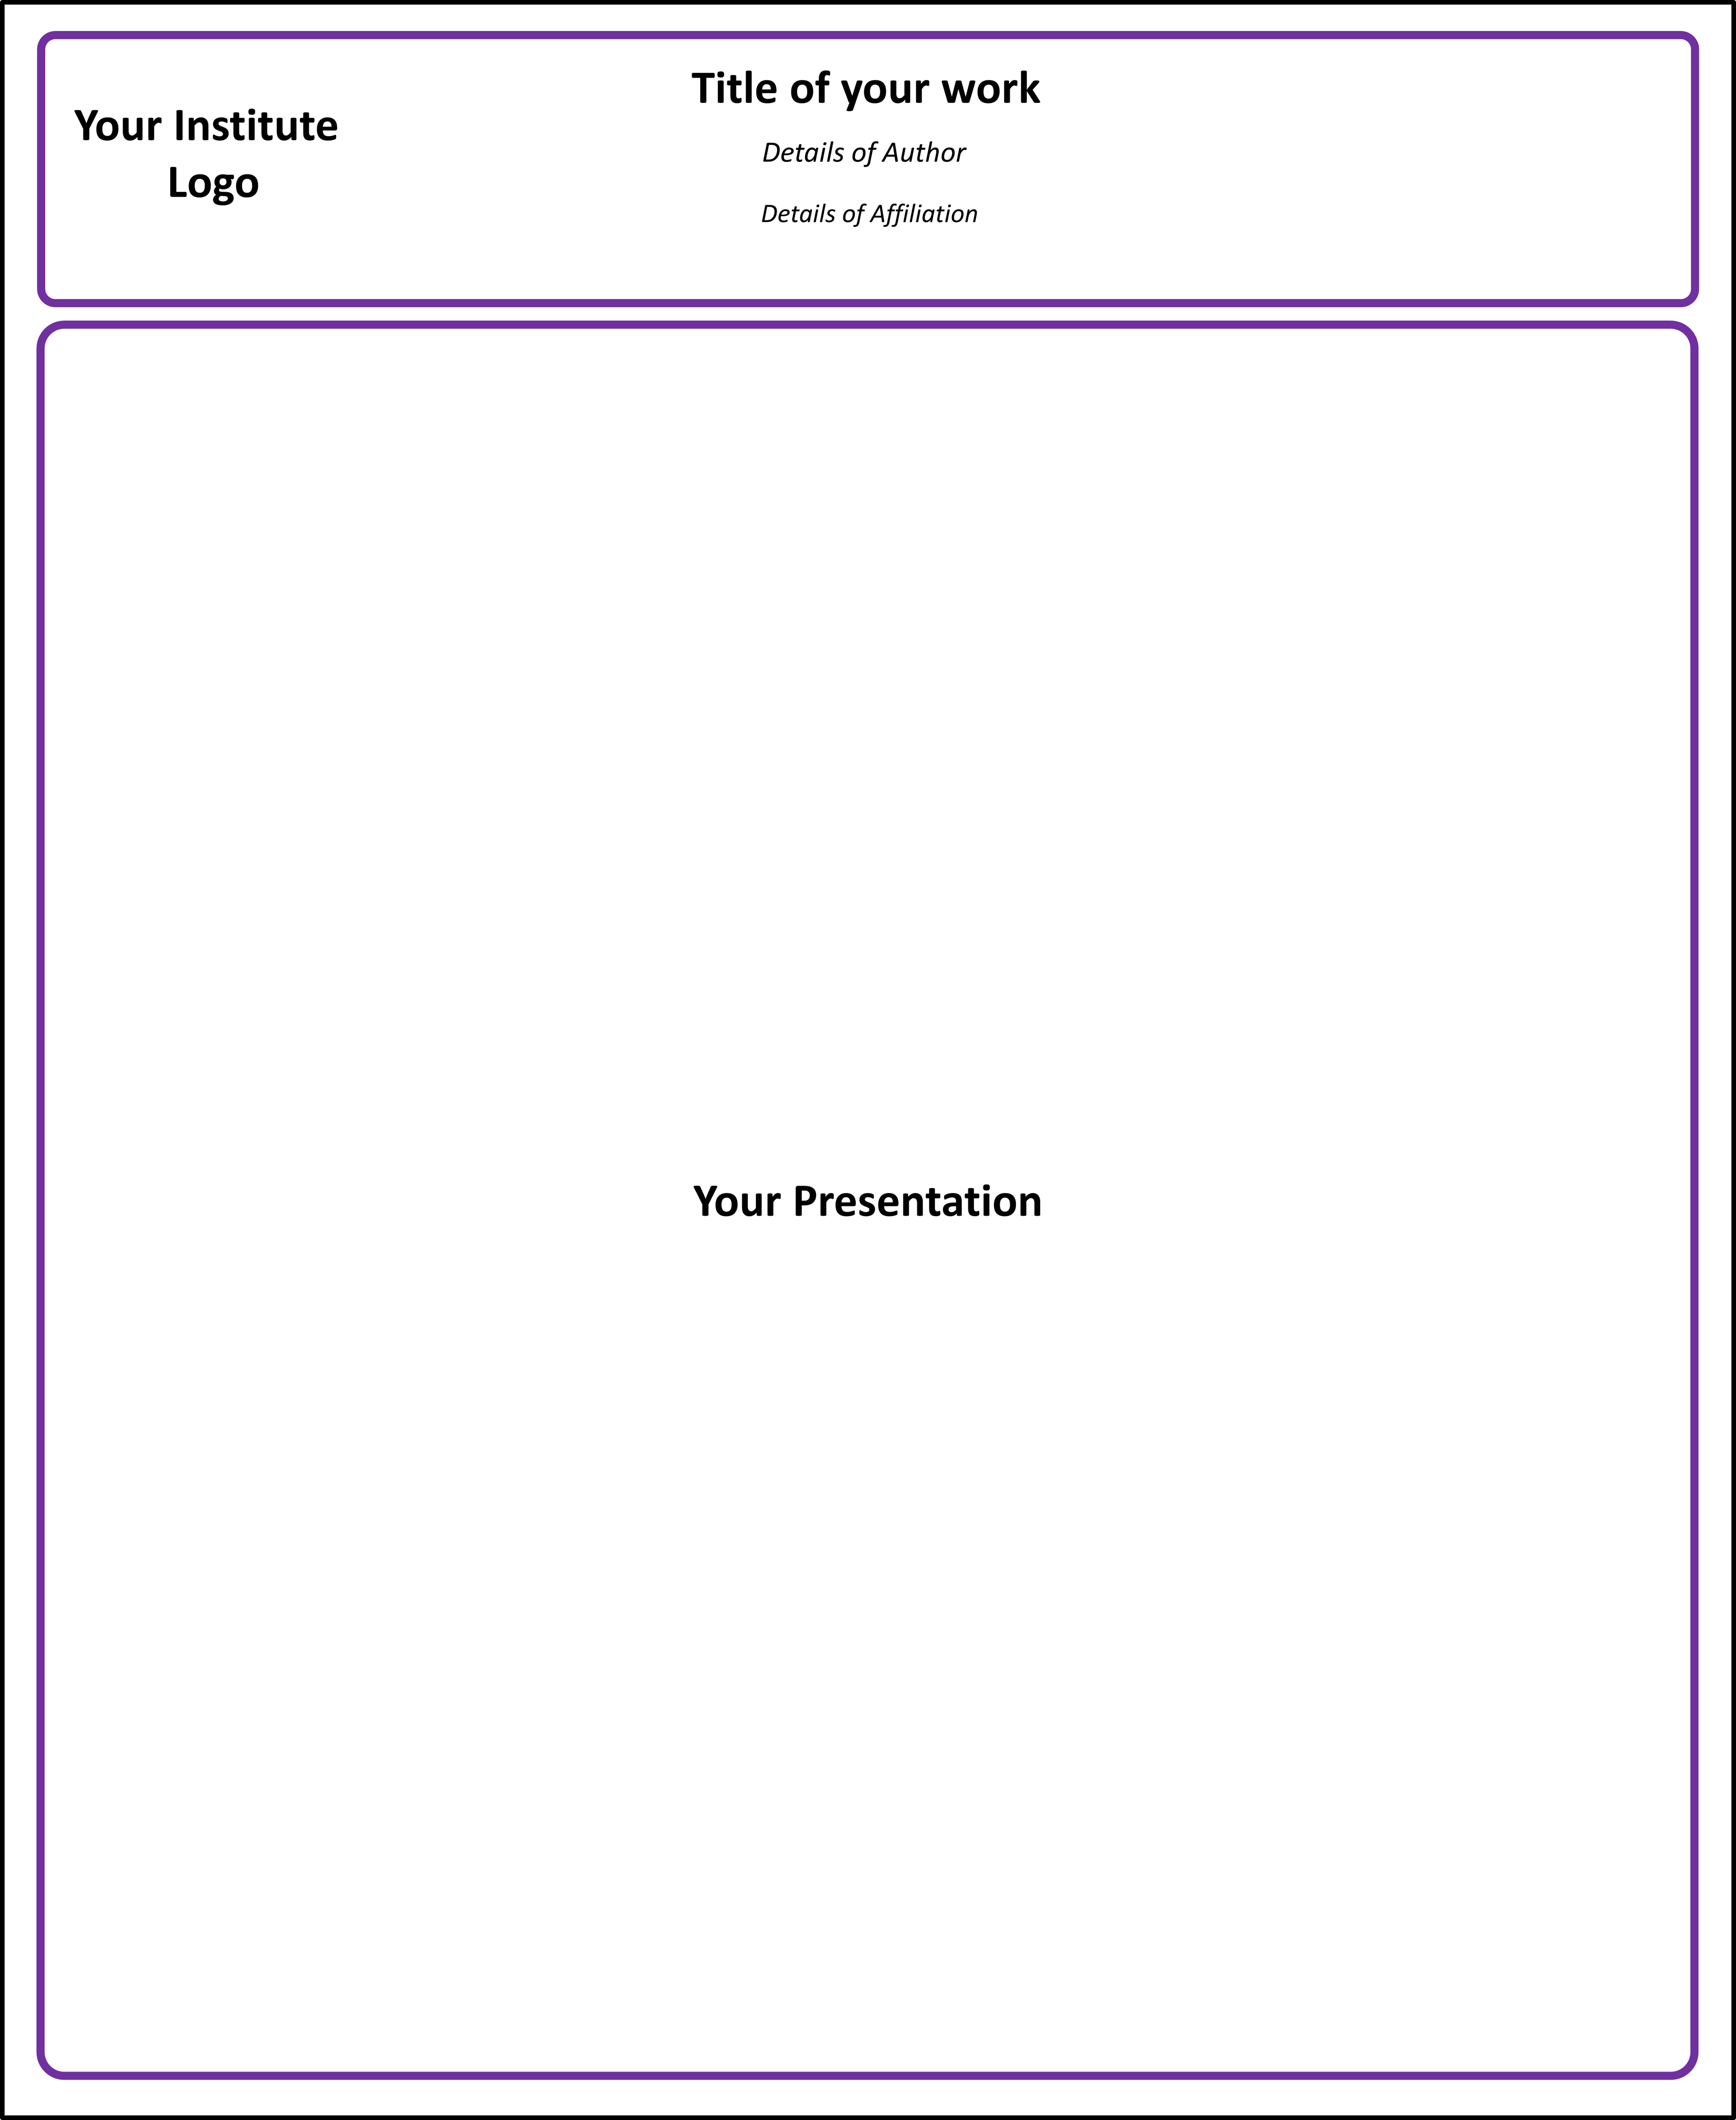 Your Institute
Logo
Title of your work
Details of Author
Details of Affiliation
Your Presentation